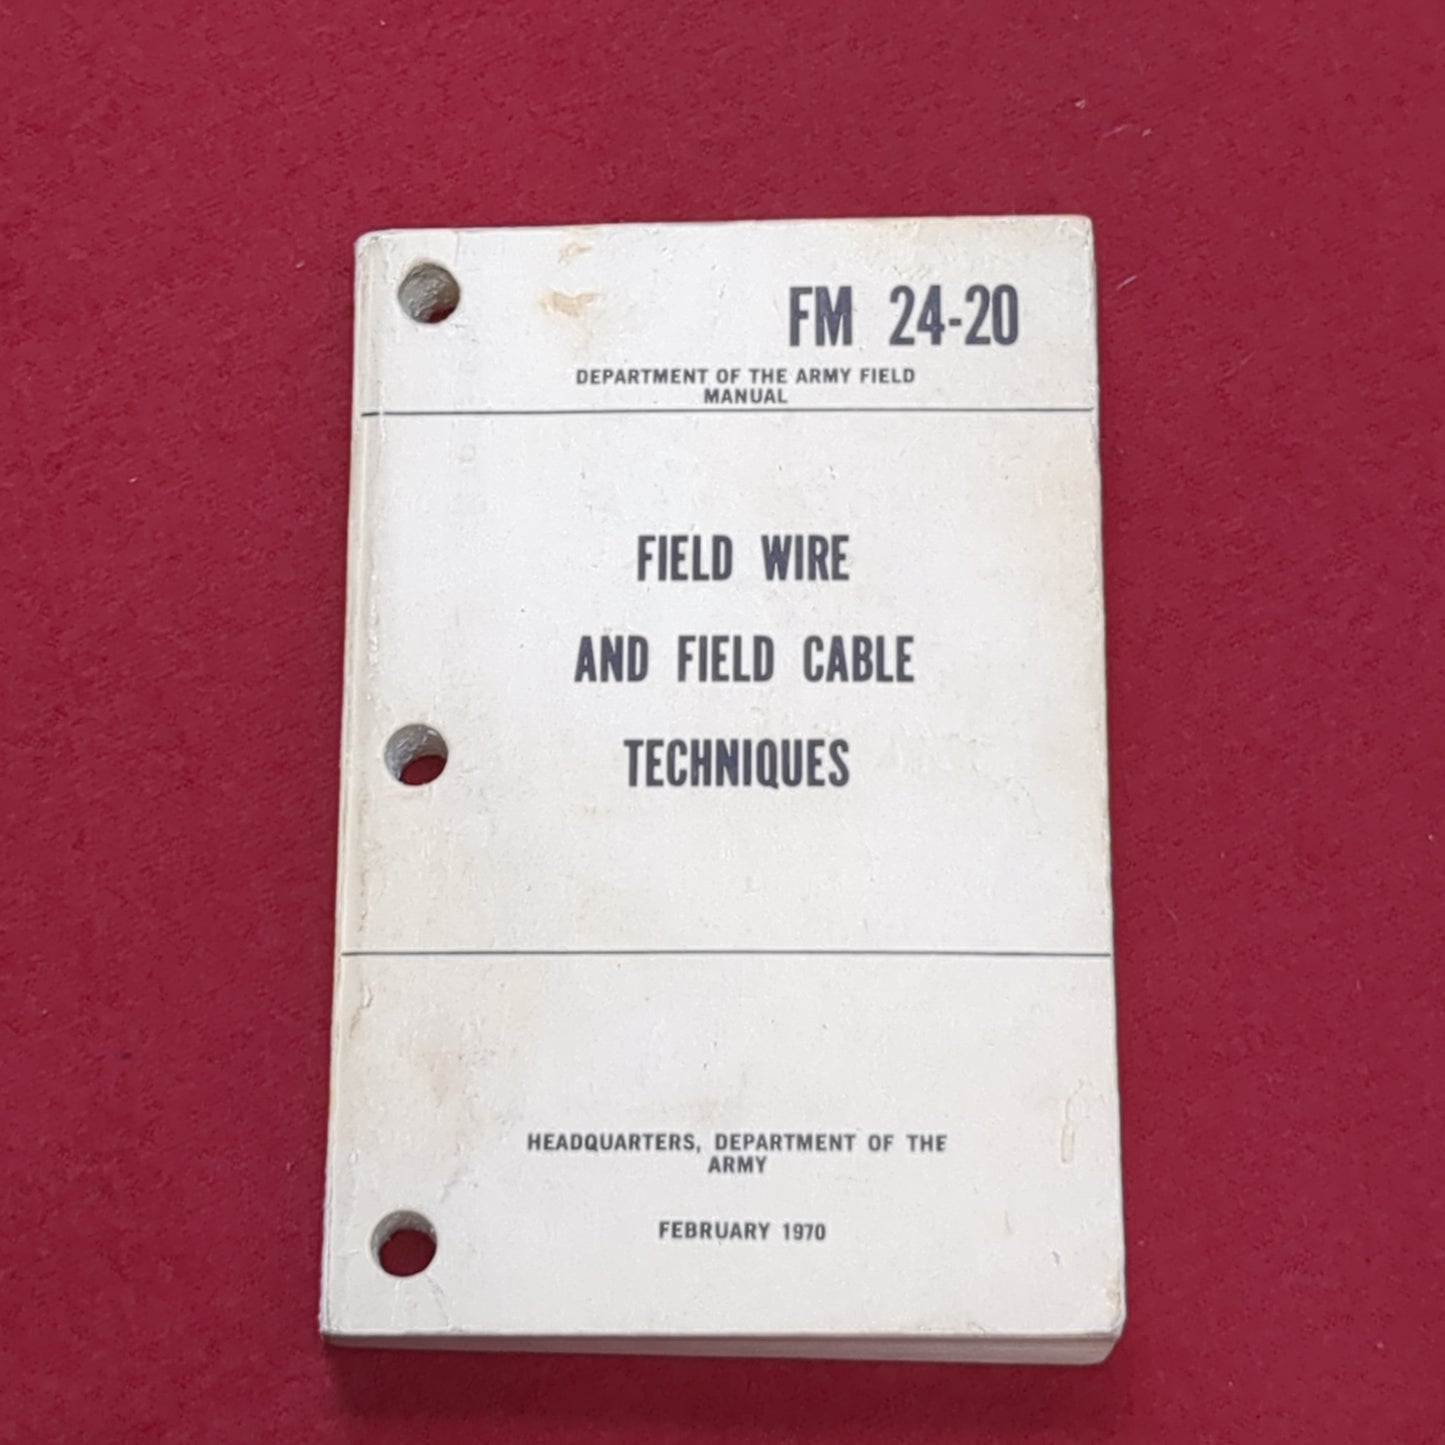 FM 24-20
DEPARTMENT OF THE ARMY FIELD
MANUAL
FIELD WIRE
AND FIELD CABLE
TECHNIQUES
HEADQUARTERS, DEPARTMENT OF THE
ARMY
FEBRUARY 1970